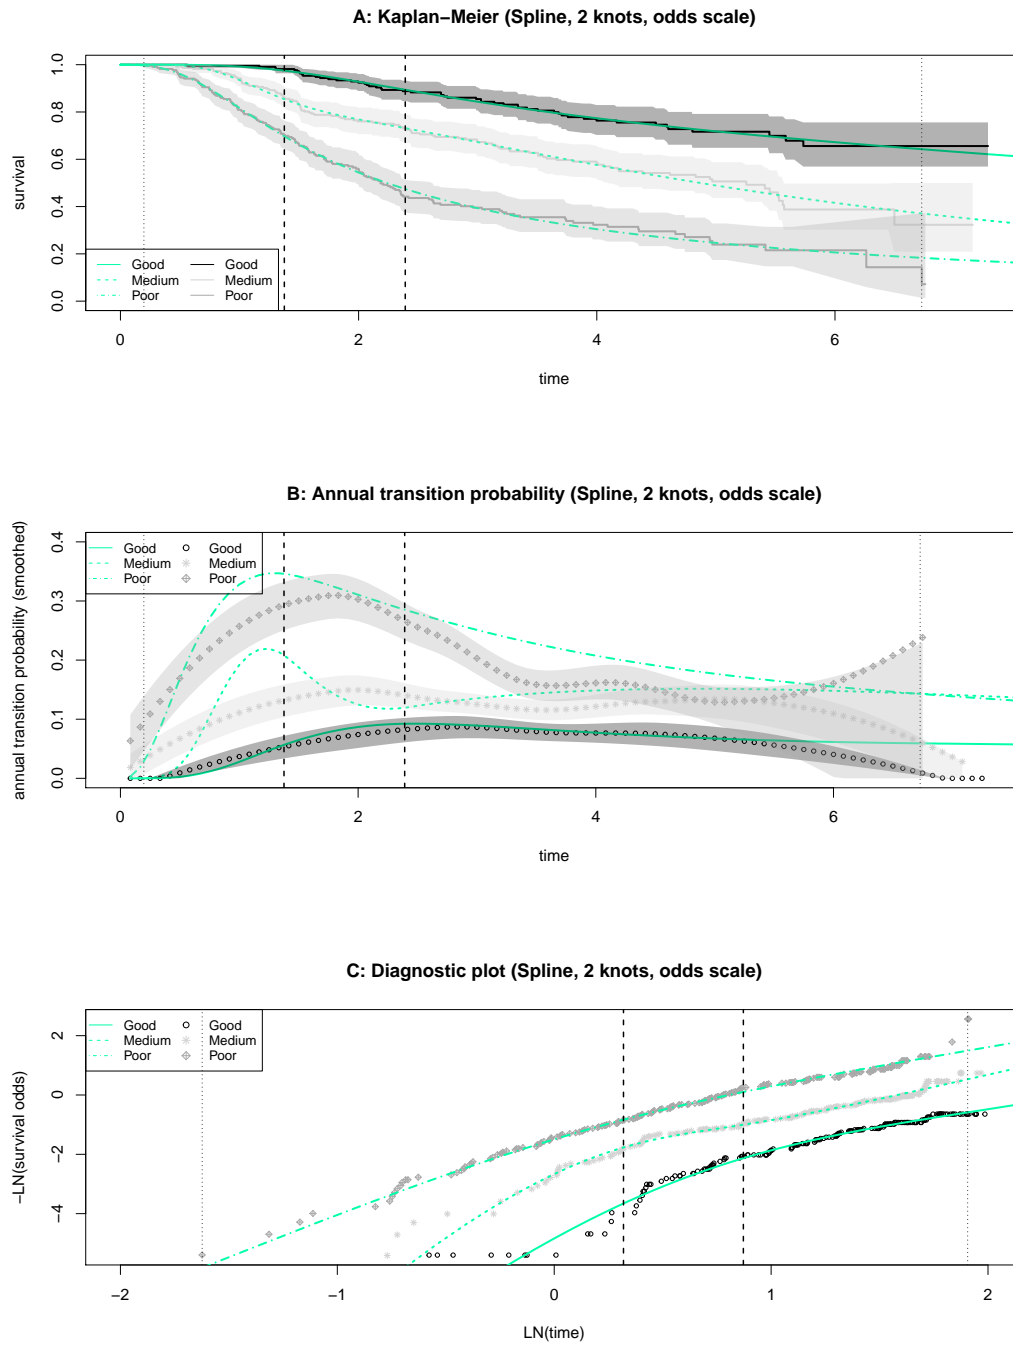 A: Kaplan−Meier (Spline, 2 knots, odds scale)
survival
1.0
0.8
0.6
0.4
0.2
0.0
Good Good
Medium Medium
Poor Poor
0 2 4 6
time
B: Annual transition probability (Spline, 2 knots, odds scale)
annual transition probability (smoothed)
0.4
0.3
0.2
0.1
0.0
Good Good
Medium Medium
Poor Poor
0 2 4 6
time
C: Diagnostic plot (Spline, 2 knots, odds scale)
−LN(survival odds)
2
0
−2
−4
Good Good
Medium Medium
Poor Poor
−2 −1 0 1 2
LN(time)